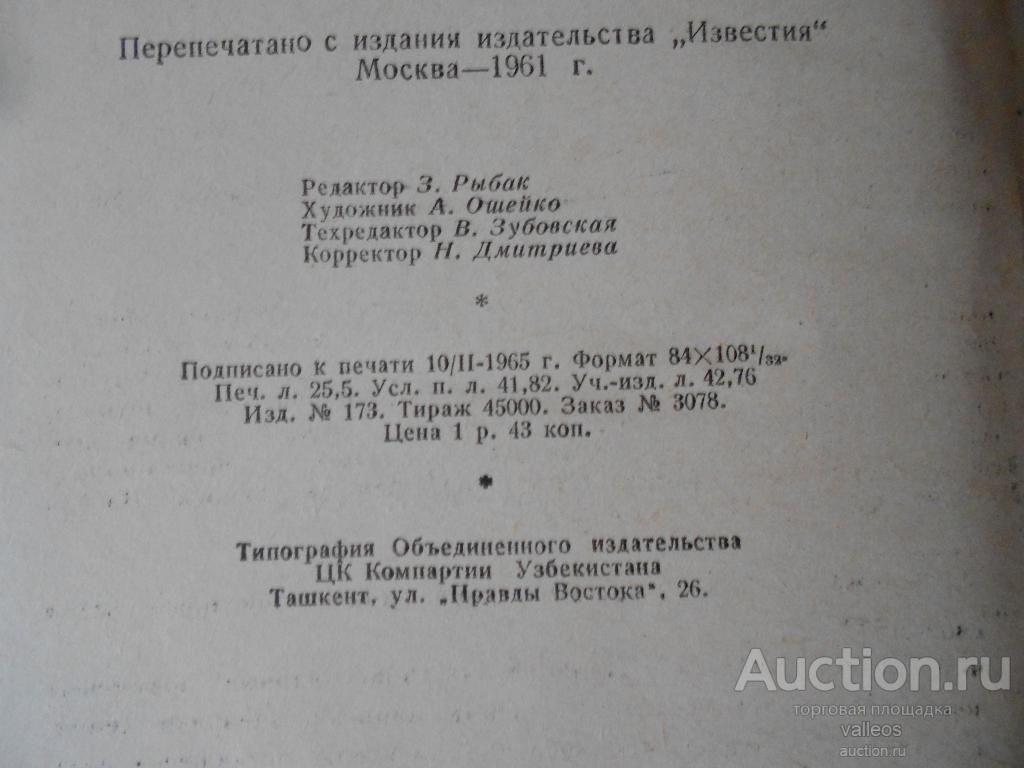 Перепечатано с издания издательства „Известия“
Москва—1961 г.
Редактор З. Рыбак
Художник А. Ошейко
Техредактор В. Зубовская
Корректор Н. Дмитриева
*
Подписано к печати 10/II-1965 г. Формат 84×108¹/₃₂.
Печ. л. 25,5. Усл. п. л. 41,82. Уч.-изд. л. 42,76
Изд. № 173. Тираж 45000. Заказ № 3078.
Цена 1 р. 43 коп.
*
Типография Объединенного издательства
ЦК Компартии Узбекистана
Ташкент, ул. „Правды Востока“, 26.
Auction.ru
торговая площадка
valleos
auction.ru